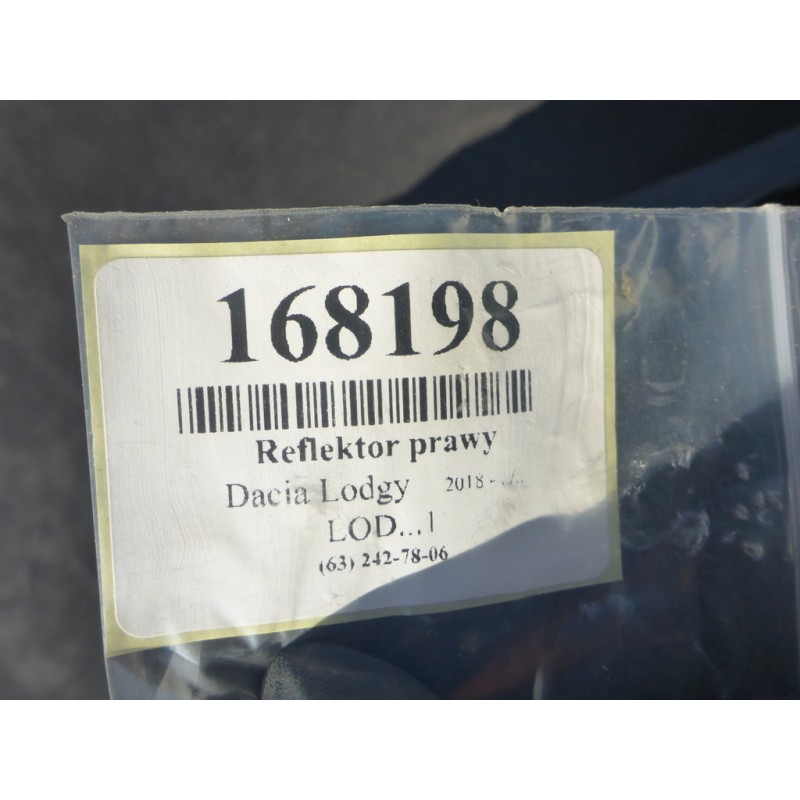 168198
Reflektor prawy
Dacia Lodgy 2018 -
LOD...1
(63) 242-78-06